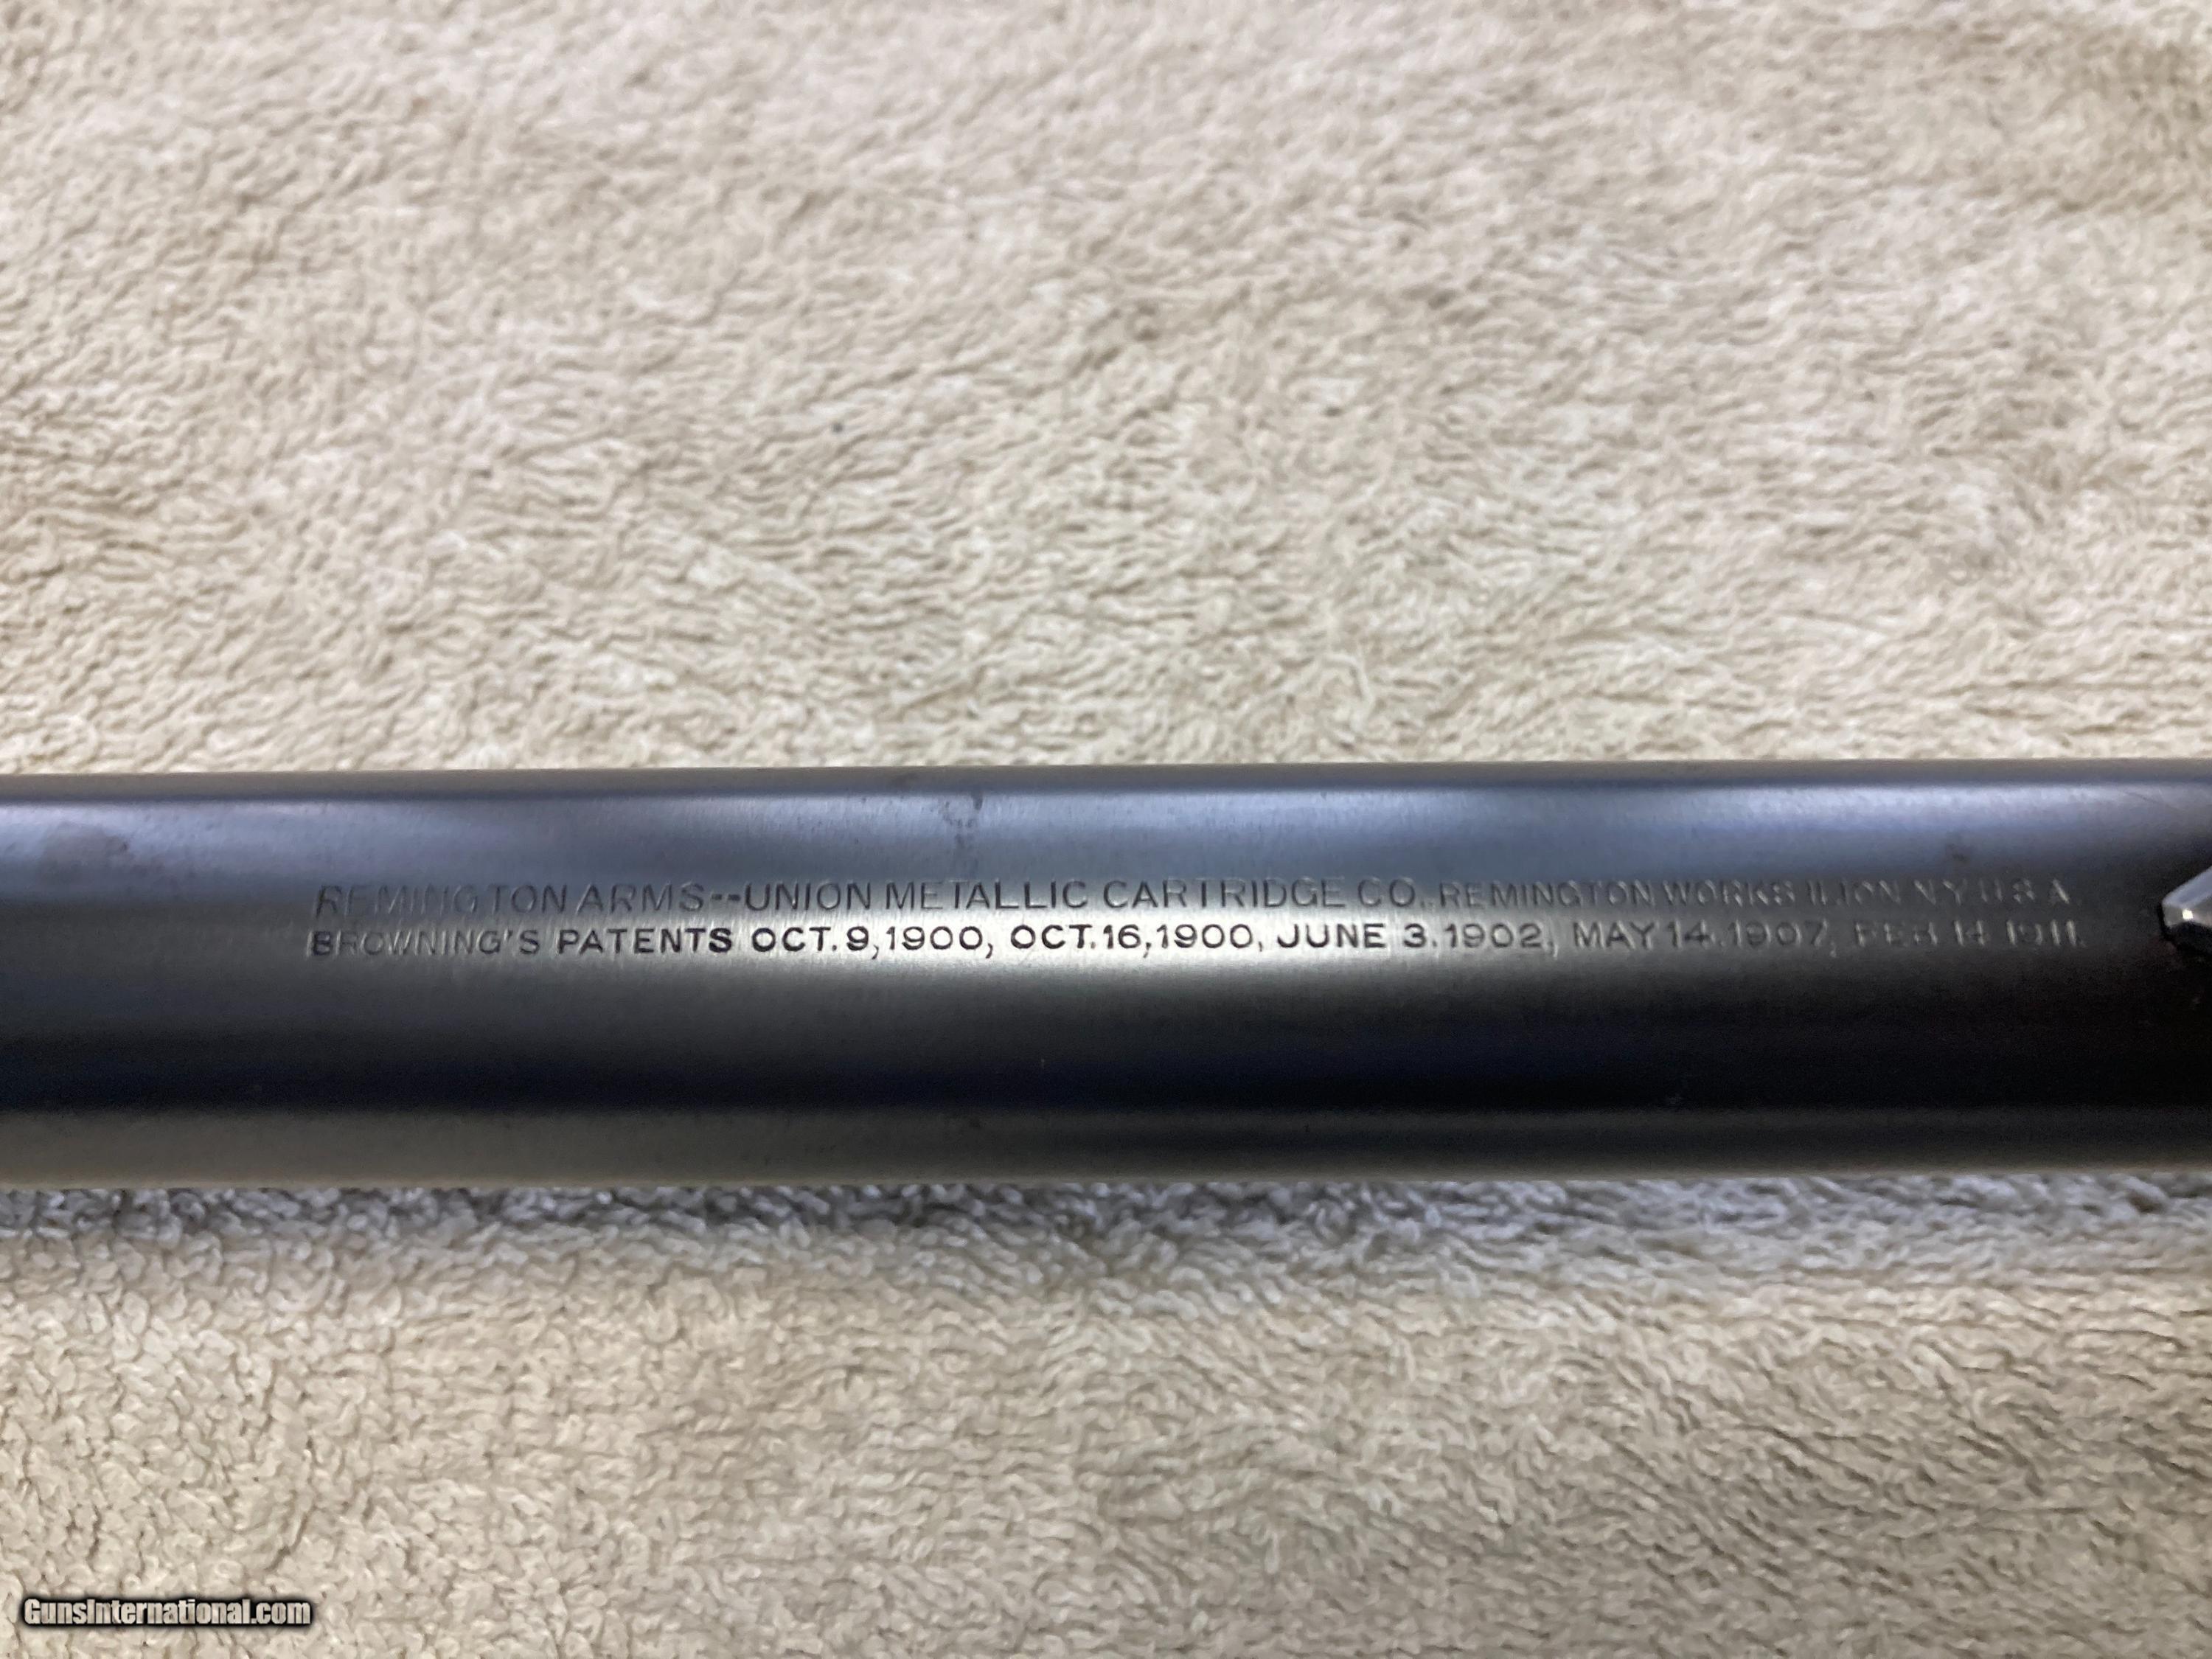 REMINGTON ARMS--UNION METALLIC CARTRIDGE CO. REMINGTON WORKS ILION N.Y. U.S.A.
BROWNING'S PATENTS OCT. 9, 1900, OCT. 16, 1900, JUNE 3. 1902, MAY 14. 1907, FEB 14 1911.
GunsInternational.com